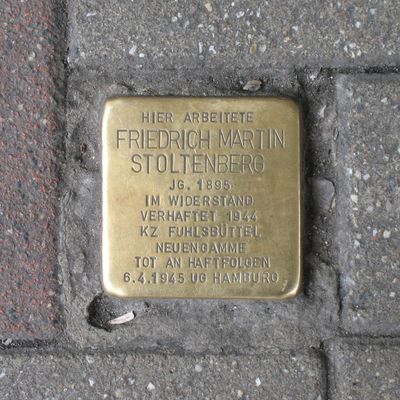 HIER ARBEITETE
FRIEDRICH MARTIN
STOLTENBERG
JG. 1895
IM WIDERSTAND
VERHAFTET 1944
KZ FUHLSBÜTTEL
NEUENGAMME
TOT AN HAFTFOLGEN
6.4.1945 UG HAMBURG